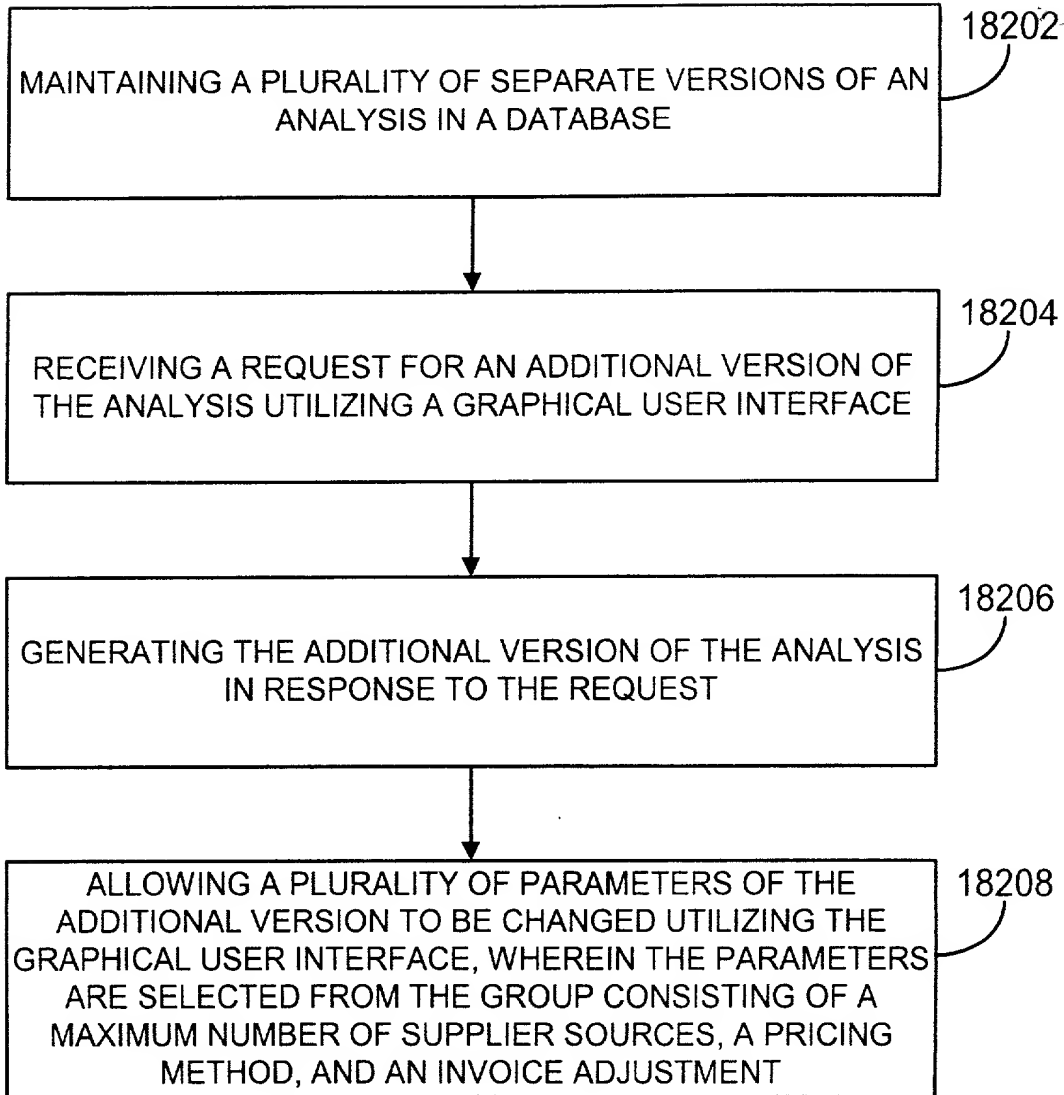 18202
MAINTAINING A PLURALITY OF SEPARATE VERSIONS OF AN
ANALYSIS IN A DATABASE
18204
RECEIVING A REQUEST FOR AN ADDITIONAL VERSION OF
THE ANALYSIS UTILIZING A GRAPHICAL USER INTERFACE
18206
GENERATING THE ADDITIONAL VERSION OF THE ANALYSIS
IN RESPONSE TO THE REQUEST
18208
ALLOWING A PLURALITY OF PARAMETERS OF THE
ADDITIONAL VERSION TO BE CHANGED UTILIZING THE
GRAPHICAL USER INTERFACE, WHEREIN THE PARAMETERS
ARE SELECTED FROM THE GROUP CONSISTING OF A
MAXIMUM NUMBER OF SUPPLIER SOURCES, A PRICING
METHOD, AND AN INVOICE ADJUSTMENT